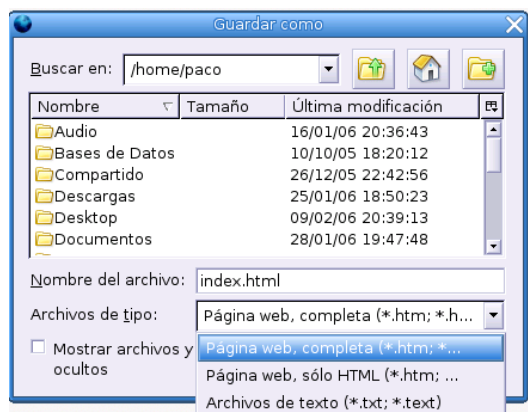 Guardar como
Buscar en: /home/paco
Nombre Tamaño Última modificación
Audio 16/01/06 20:36:43
Bases de Datos 10/10/05 18:20:12
Compartido 26/12/05 22:42:56
Descargas 25/01/06 18:50:23
Desktop 09/02/06 20:39:13
Documentos 28/01/06 19:47:48
Nombre del archivo: index.html
Archivos de tipo: Página web, completa (*.htm; *.h...
Mostrar archivos y Página web, completa (*.htm; *...
ocultos
Página web, sólo HTML (*.htm; ...
Archivos de texto (*.txt; *.text)